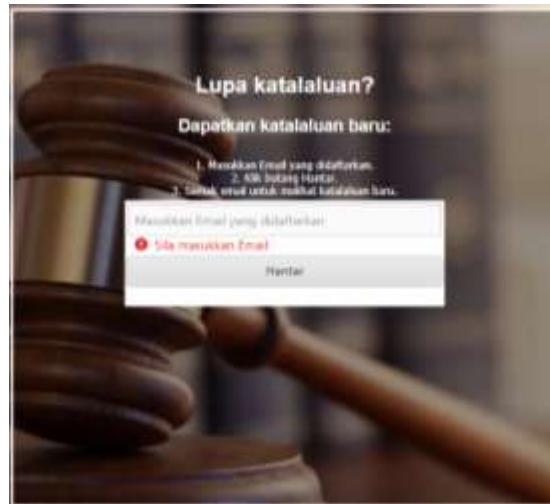 Lupa katalaluan?
Dapatkan katalaluan baru:
1. Masukkan Email yang didaftarkan.
2. Klik butang Hantar.
3. Semak email untuk melihat katalaluan baru.
Masukkan Email yang didaftarkan
Sila masukkan Email
Hantar